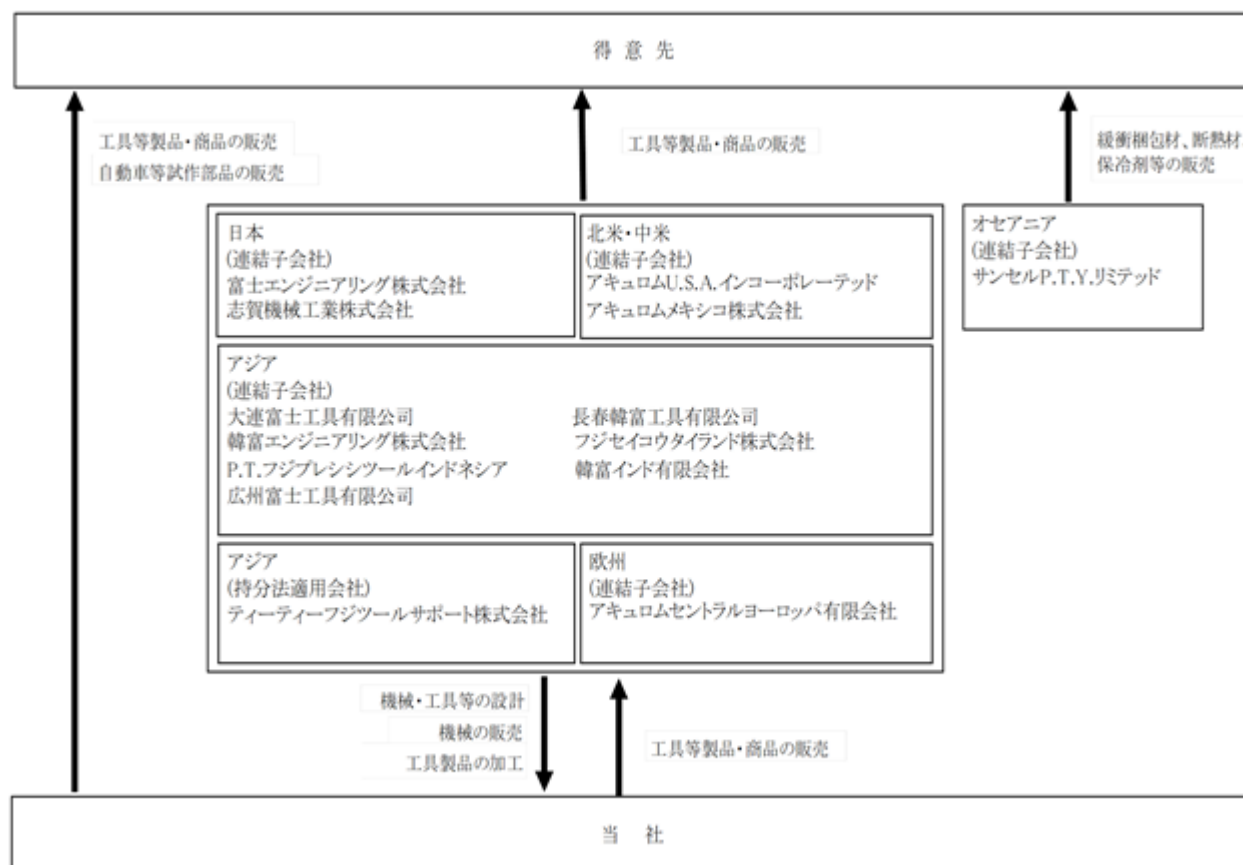 得 意 先
工具等製品・商品の販売
自動車等試作部品の販売
工具等製品・商品の販売
緩衝梱包材、断熱材、
保冷剤等の販売
日本
(連結子会社)
富士エンジニアリング株式会社
志賀機械工業株式会社
北米・中米
(連結子会社)
アキュロムU.S.A.インコーポレーテッド
アキュロムメキシコ株式会社
オセアニア
(連結子会社)
サンセルP.T.Y.リミテッド
アジア
(連結子会社)
大連富士工具有限公司
長春韓富工具有限公司
韓富エンジニアリング株式会社
フジセイコウタイランド株式会社
P.T.フジプレシシツールインドネシア
韓富インド有限会社
広州富士工具有限公司
アジア
(持分法適用会社)
ティーティーフジツールサポート株式会社
欧州
(連結子会社)
アキュロムセントラルヨーロッパ有限会社
機械・工具等の設計
機械の販売
工具製品の加工
工具等製品・商品の販売
当 社